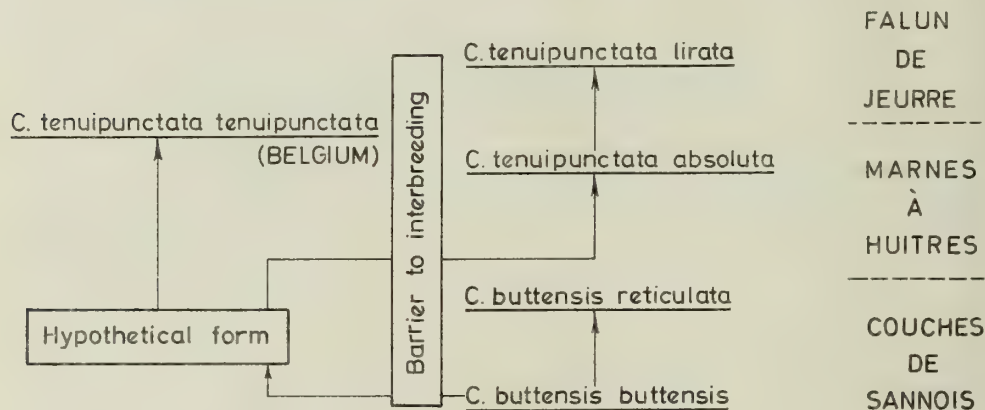 FALUN
DE
JEURRE
C. tenuipunctata lirata
C. tenuipunctata tenuipunctata
(BELGIUM)
Barrier to interbreeding
C. tenuipunctata absoluta
MARNES
À
HUITRES
C. buttensis reticulata
Hypothetical form
COUCHES
DE
SANNOIS
C. buttensis buttensis